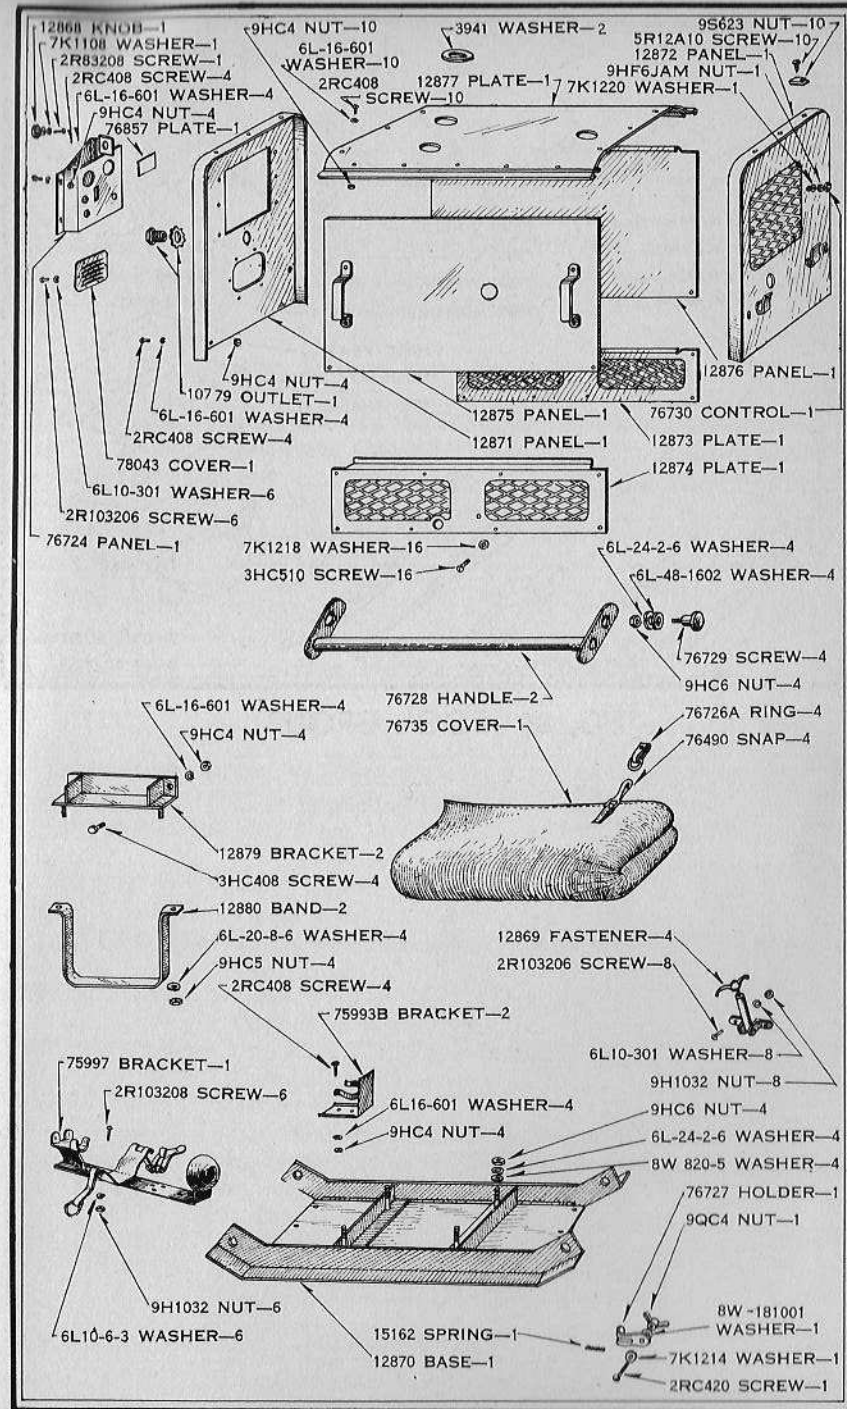 12868 KNOB—1
7K1108 WASHER—1
2R83208 SCREW—1
2RC408 SCREW—4
6L-16-601 WASHER—4
9HC4 NUT—4
76857 PLATE—1
9HC4 NUT—10
6L-16-601
WASHER—10
2RC408
SCREW—10
3941 WASHER—2
12877 PLATE—1
9S623 NUT—10
5R12A10 SCREW—10
12872 PANEL—1
9HF6JAM NUT—1
7K1220 WASHER—1
9HC4 NUT—4
10779 OUTLET—1
6L-16-601 WASHER—4
2RC408 SCREW—4
78043 COVER—1
6L10-301 WASHER—6
2R103206 SCREW—6
76724 PANEL—1
12876 PANEL—1
12875 PANEL—1
76730 CONTROL—1
12871 PANEL—1
12873 PLATE—1
12874 PLATE—1
7K1218 WASHER—16
3HC510 SCREW—16
6L-24-2-6 WASHER—4
6L-48-1602 WASHER—4
76729 SCREW—4
9HC6 NUT—4
76728 HANDLE—2
76735 COVER—1
76726A RING—4
76490 SNAP—4
6L-16-601 WASHER—4
9HC4 NUT—4
12879 BRACKET—2
3HC408 SCREW—4
12880 BAND—2
6L-20-8-6 WASHER—4
9HC5 NUT—4
2RC408 SCREW—4
75993B BRACKET—2
12869 FASTENER—4
2R103206 SCREW—8
6L10-301 WASHER—8
9H1032 NUT—8
75997 BRACKET—1
2R103208 SCREW—6
6L16-601 WASHER—4
9HC4 NUT—4
9HC6 NUT—4
6L-24-2-6 WASHER—4
8W 820-5 WASHER—4
76727 HOLDER—1
9QC4 NUT—1
9H1032 NUT—6
6L10-6-3 WASHER—6
15162 SPRING—1
12870 BASE—1
8W-181001
WASHER—1
7K1214 WASHER—1
2RC420 SCREW—1